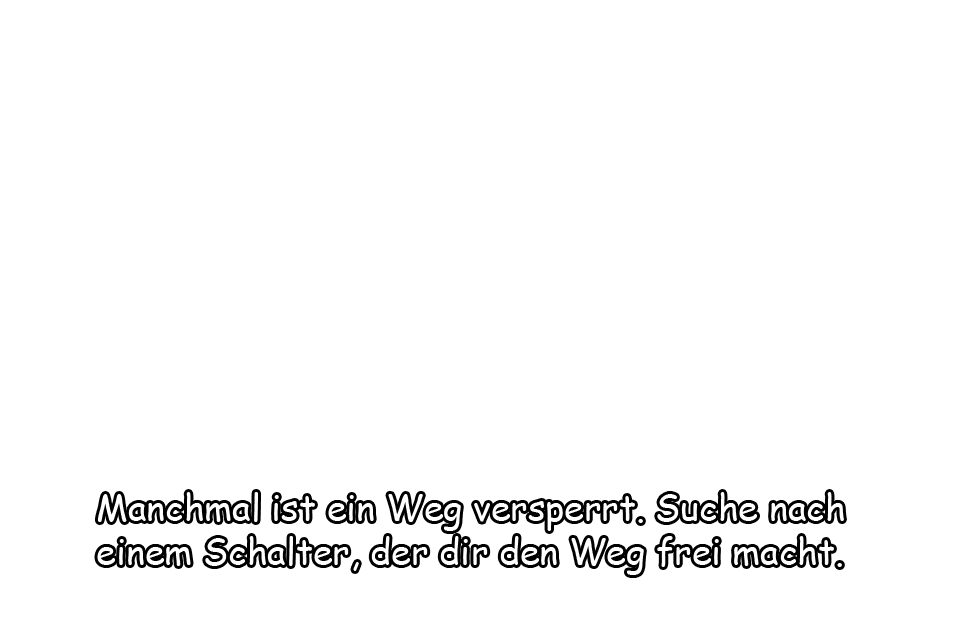 Manchmal ist ein Weg versperrt. Suche nach
einem Schalter, der dir den Weg frei macht.